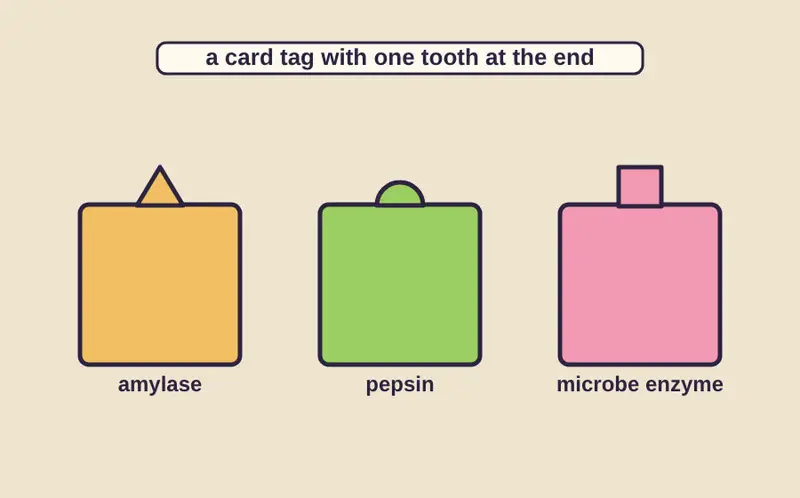 a card tag with one tooth at the end
amylase
pepsin
microbe enzyme